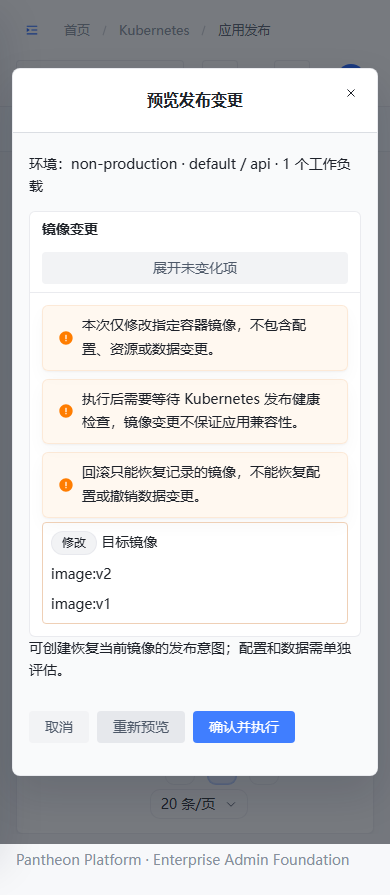 首页 / Kubernetes / 应用发布
预览发布变更
环境：non-production · default / api · 1 个工作负
载
镜像变更
展开未变化项
本次仅修改指定容器镜像，不包含配
置、资源或数据变更。
执行后需要等待 Kubernetes 发布健康
检查，镜像变更不保证应用兼容性。
回滚只能恢复记录的镜像，不能恢复配
置或撤销数据变更。
修改 目标镜像
image:v2
image:v1
可创建恢复当前镜像的发布意图；配置和数据需单独
评估。
取消 重新预览 确认并执行
20 条/页
Pantheon Platform · Enterprise Admin Foundation